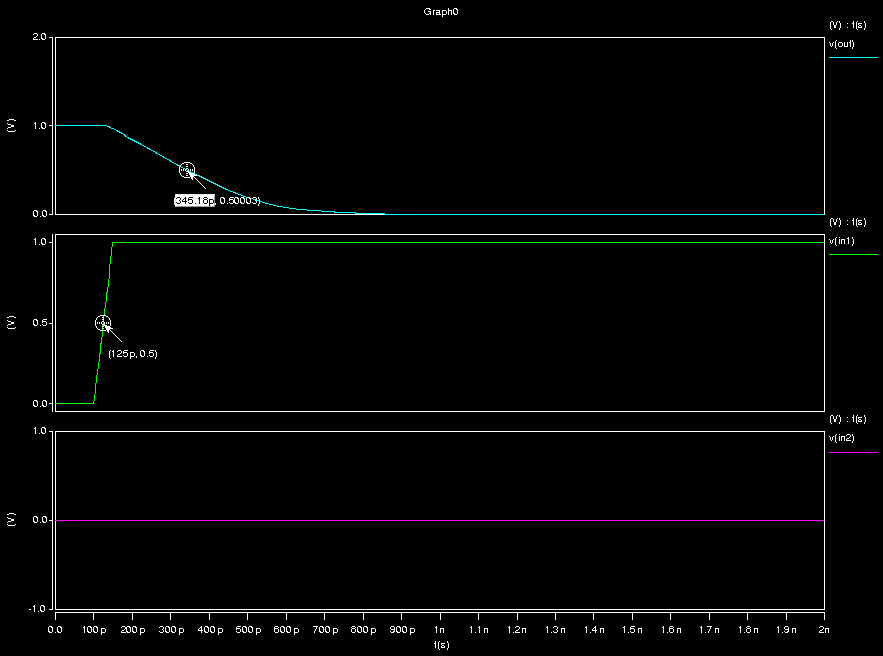 Graph0
(V) : t(s)
v(out)
2.0
(V)
1.0
345.18p, 0.50003)
0.0
(V) : t(s)
v(in1)
1.0
(V)
0.5
(125p, 0.5)
0.0
(V) : t(s)
v(in2)
1.0
(V)
0.0
-1.0
0.0 100p 200p 300p 400p 500p 600p 700p 800p 900p 1n 1.1n 1.2n 1.3n 1.4n 1.5n 1.6n 1.7n 1.8n 1.9n 2n
t(s)